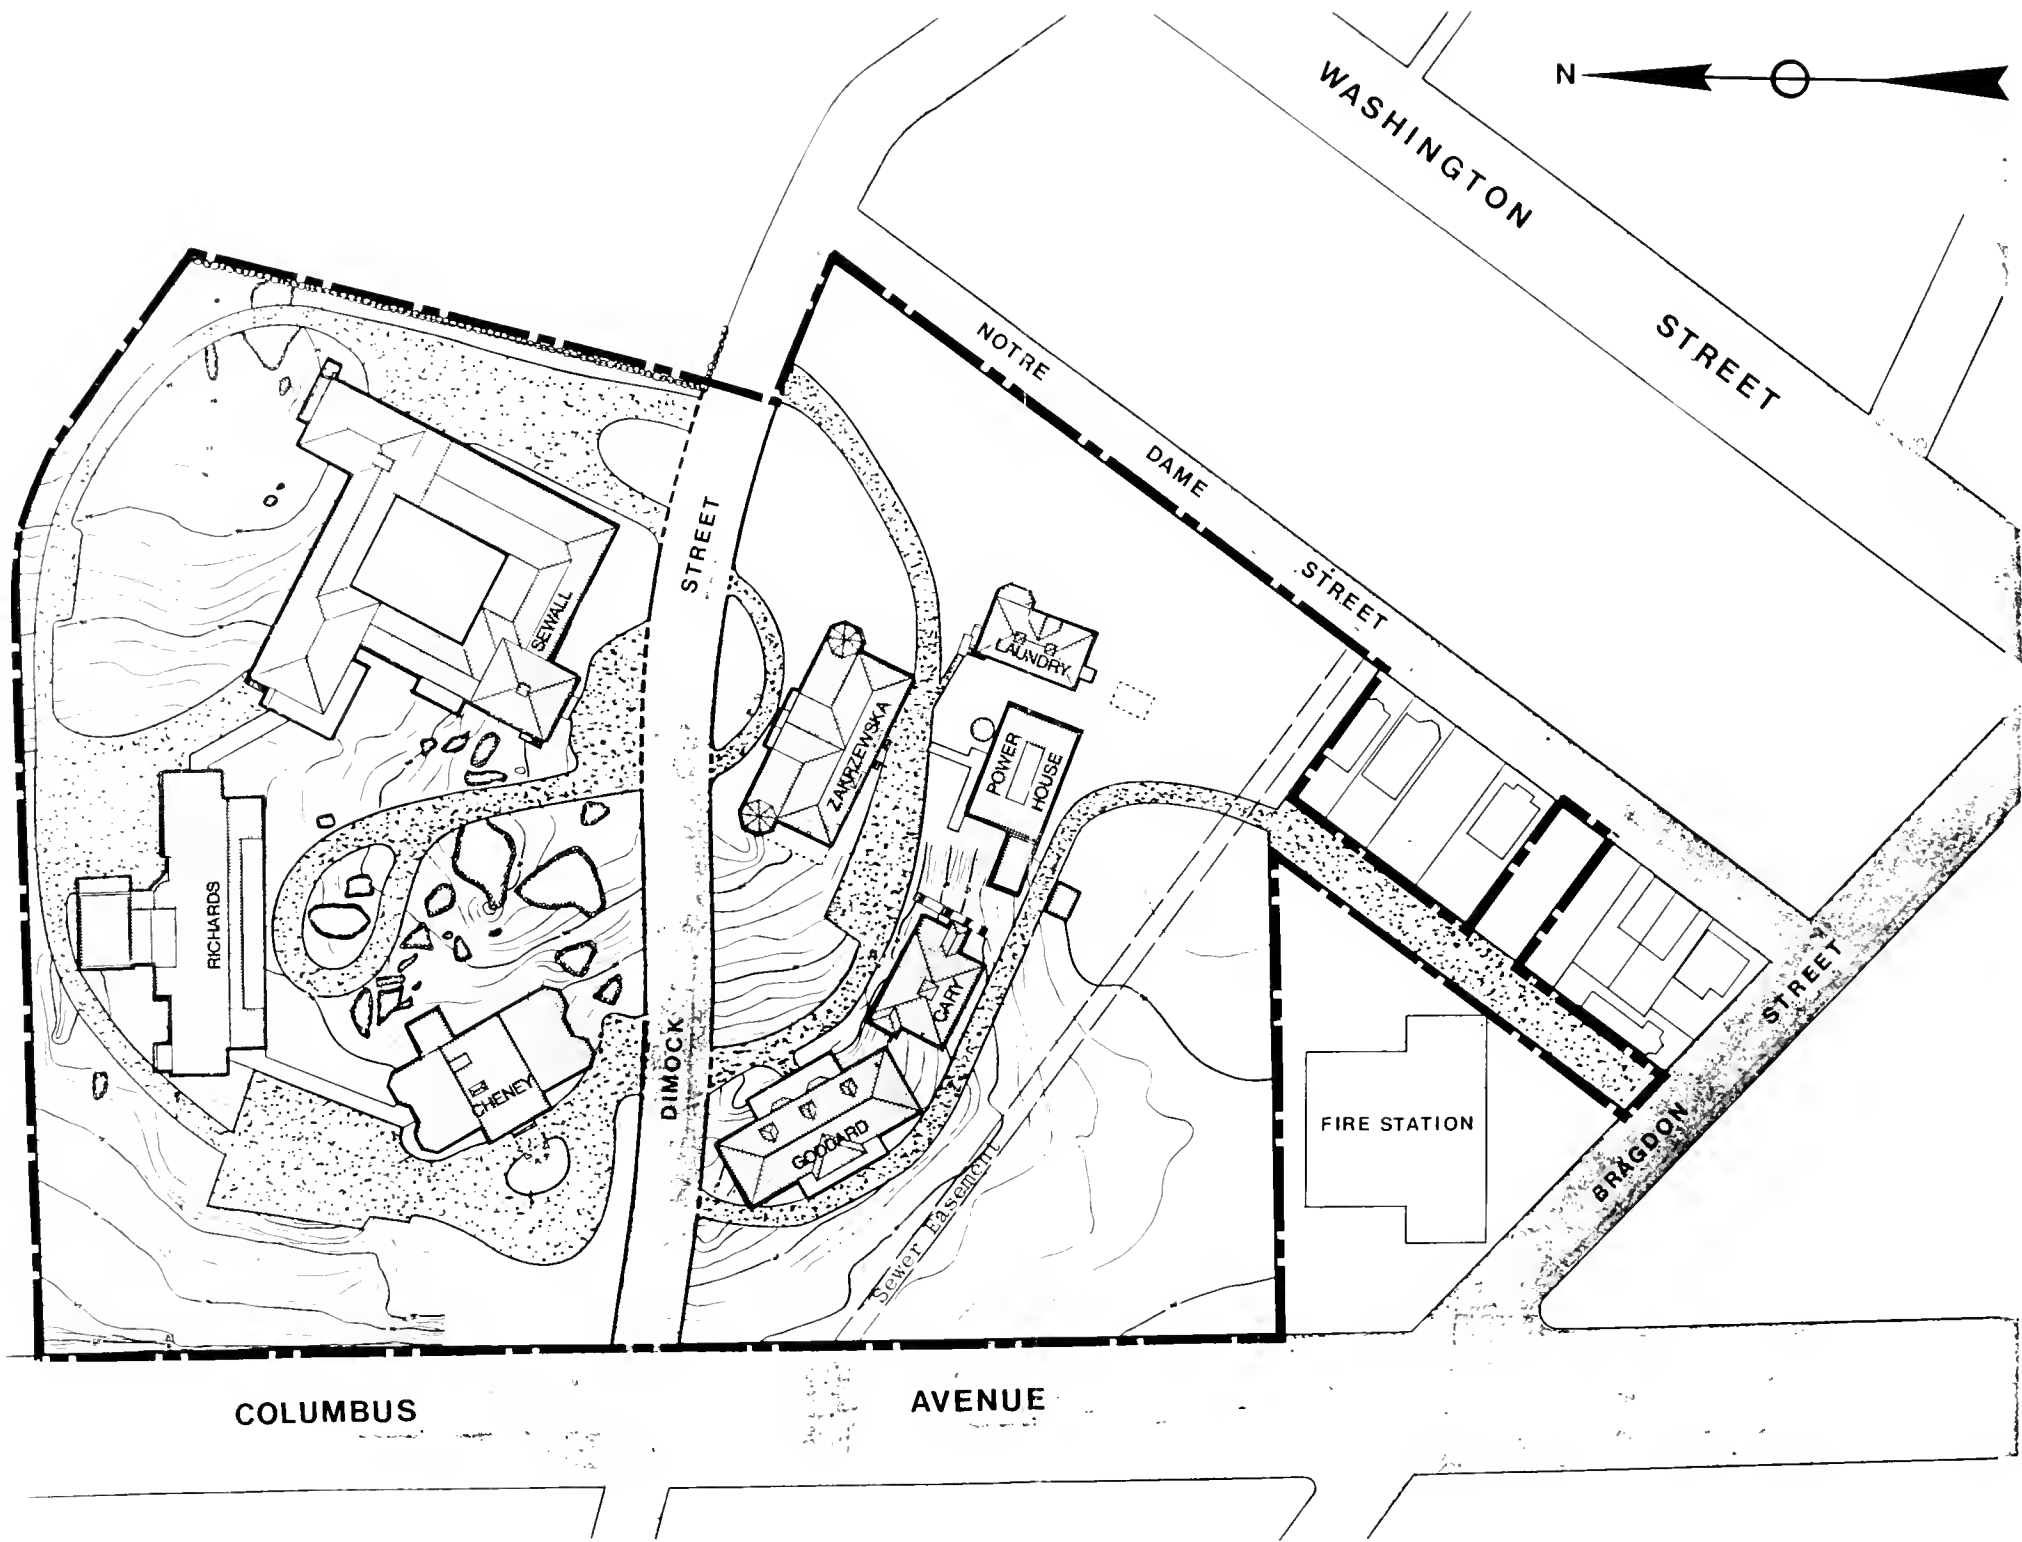 N
WASHINGTON
STREET
NOTRE
DAME
STREET
STREET
DIMOCK
SEWALL
LAUNDRY
ZAKRZEWSKA
POWER
HOUSE
RICHARDS
CARY
CHENEY
GODDARD
FIRE STATION
STREET
BRAGDON
Sewer Easement
COLUMBUS
AVENUE